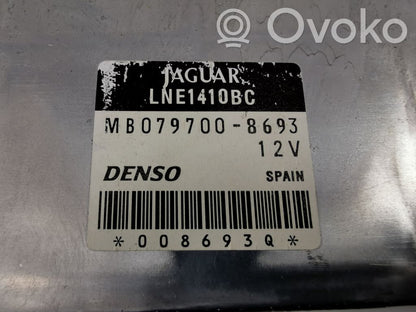 Ovoko
JAGUAR
LNE1410BC
MB079700-8693
12V
DENSO SPAIN
*008693Q*